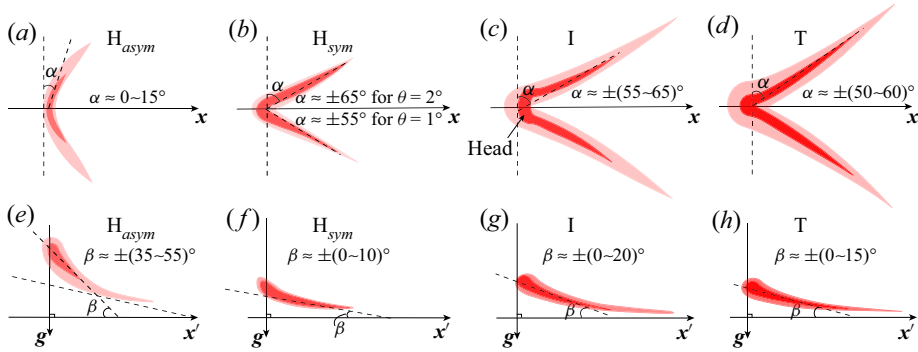 (a) H_asym
α
α ≈ 0~15°
x
(b) H_sym
α
α ≈ ±65° for θ = 2°
α ≈ ±55° for θ = 1°
x
(c) I
α
α ≈ ±(55~65)°
Head
x
(d) T
α
α ≈ ±(50~60)°
x
(e) H_asym
β ≈ ±(35~55)°
β
g x′
(f) H_sym
β ≈ ±(0~10)°
β
g x′
(g) I
β ≈ ±(0~20)°
β
g x′
(h) T
β ≈ ±(0~15)°
β
g x′